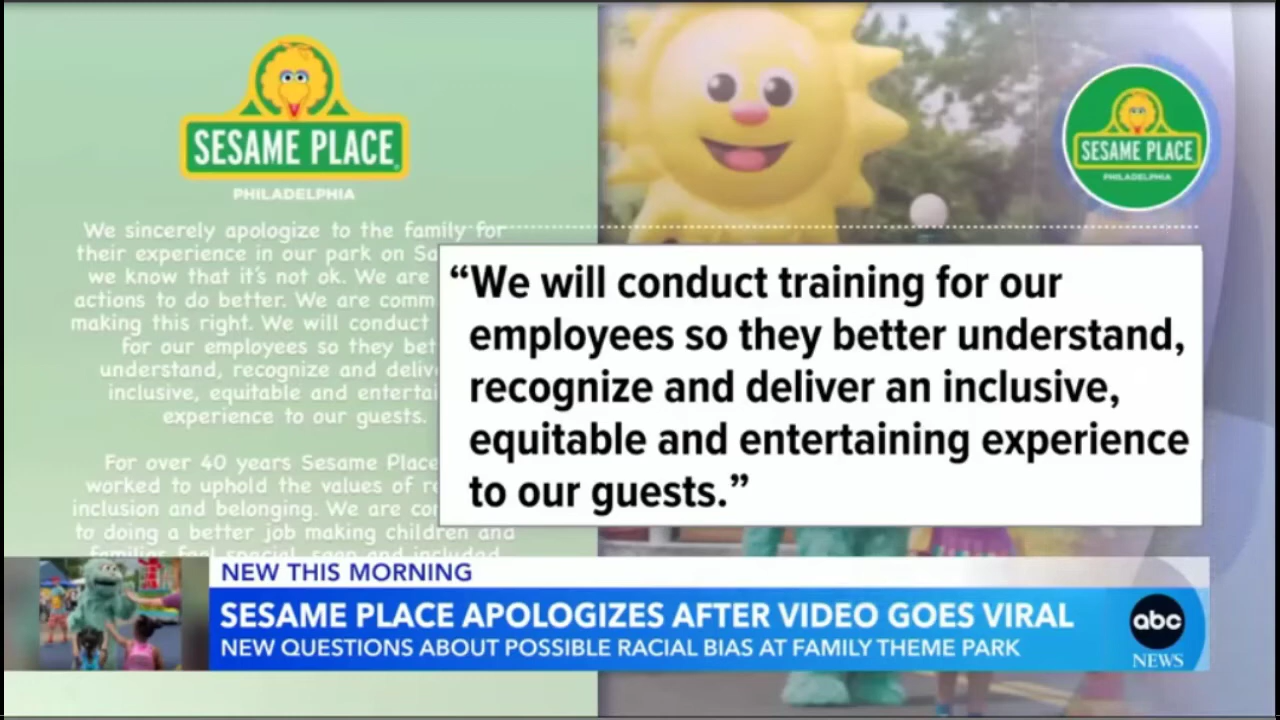 SESAME PLACE
PHILADELPHIA
We sincerely apologize to the family for
their experience in our park on
we know that it's not ok. We are
actions to do better. We are
making this right. We will conduct
for our employees so they
understand, recognize and
inclusive, equitable and
experience to our guests.
For over 40 years Sesame Place
worked to uphold the values of
inclusion and belonging. We are
to doing a better job making children and
families feel special, seen and included
SESAME PLACE
PHILADELPHIA
“We will conduct training for our
employees so they better understand,
recognize and deliver an inclusive,
equitable and entertaining experience
to our guests.”
NEW THIS MORNING
SESAME PLACE APOLOGIZES AFTER VIDEO GOES VIRAL
NEW QUESTIONS ABOUT POSSIBLE RACIAL BIAS AT FAMILY THEME PARK
abc
NEWS